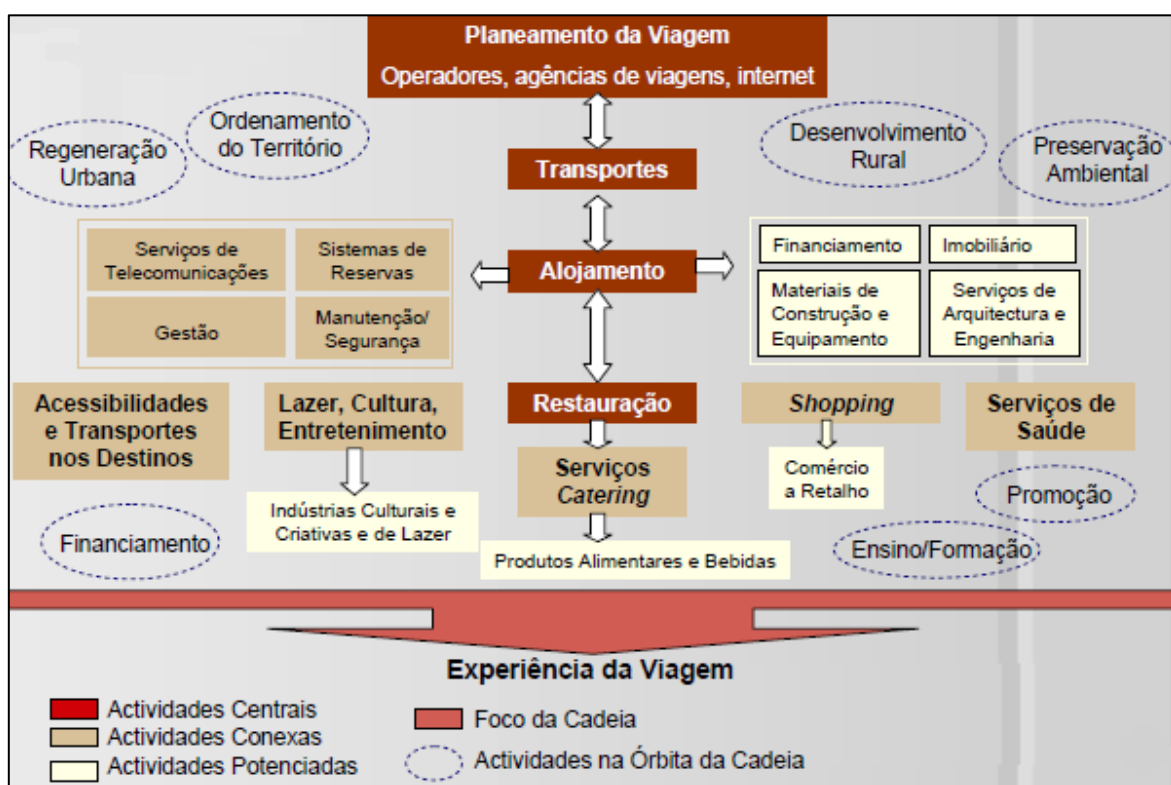 Planeamento da Viagem
Operadores, agências de viagens, internet
Ordenamento
do Território
Regeneração
Urbana
Transportes
Desenvolvimento
Rural
Preservação
Ambiental
Serviços de
Telecomunicações
Sistemas de
Reservas
Gestão
Manutenção/
Segurança
Alojamento
Financiamento
Imobiliário
Materiais de
Construção e
Equipamento
Serviços de
Arquitectura e
Engenharia
Acessibilidades
e Transportes
nos Destinos
Lazer, Cultura,
Entretenimento
Restauração
Shopping
Serviços de
Saúde
Serviços
Catering
Comércio
a Retalho
Indústrias Culturais e
Criativas e de Lazer
Promoção
Financiamento
Produtos Alimentares e Bebidas
Ensino/Formação
Experiência da Viagem
Actividades Centrais
Actividades Conexas
Actividades Potenciadas
Foco da Cadeia
Actividades na Órbita da Cadeia